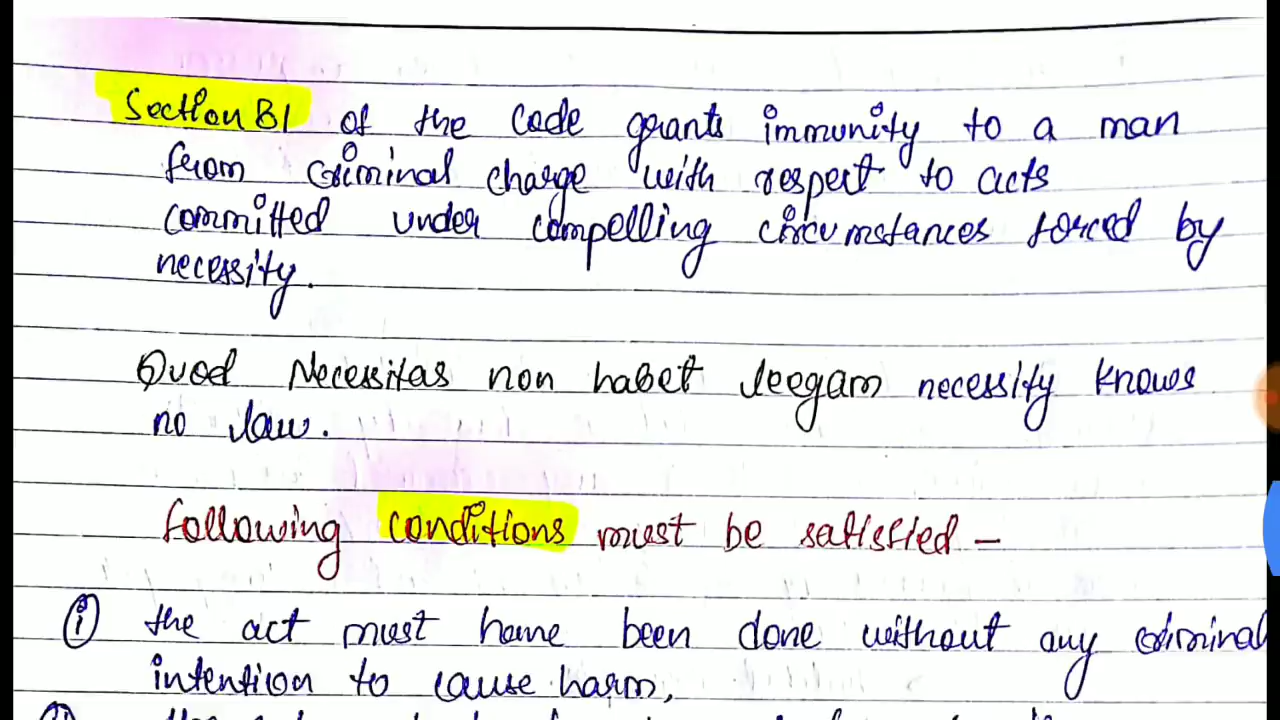 Section 81 of the Code grants immunity to a man
from criminal charge with respect to acts
committed under compelling circumstances forced by
necessity.
Quod Necessitas non habet leegam necessity knows
no law.
following conditions must be satisfied –
(i) the act must have been done without any criminal
intention to cause harm,